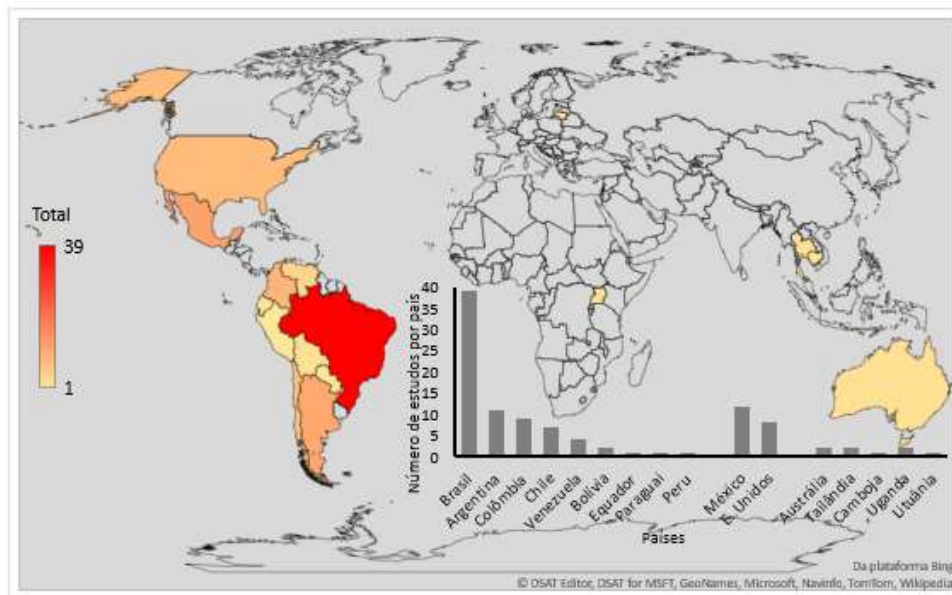 Total
39
1
Número de estudos por país
40
35
30
25
20
15
10
5
0
Brasil
Argentina
Colômbia
Chile
Venezuela
Bolívia
Equador
Paraguai
Peru
México
E. Unidos
Austrália
Tailândia
Camboja
Uganda
Lituânia
Países
Da plataforma Bing
© DSAT Editor, DSAT for MSFT, GeoNames, Microsoft, Navinfo, TomTom, Wikipedia